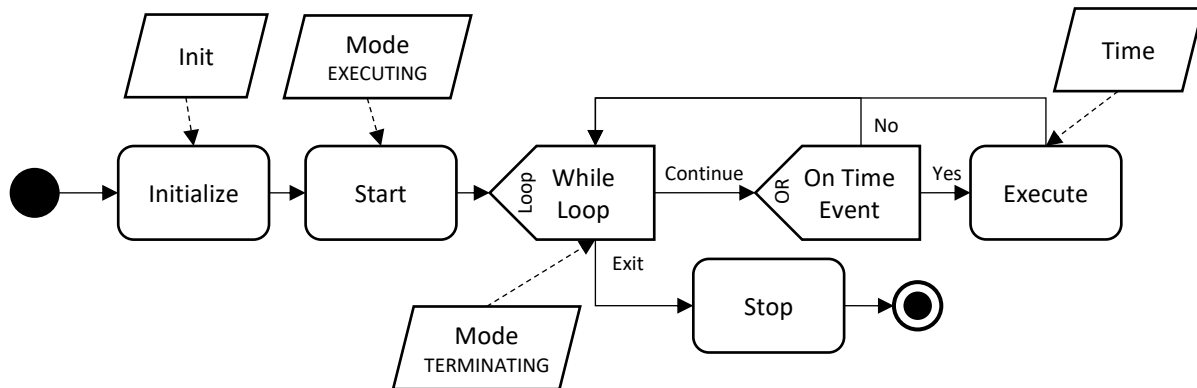 Init
Mode
EXECUTING
Time
No
Initialize
Start
Loop
While
Loop
Continue
OR
On Time
Event
Yes
Execute
Exit
Stop
Mode
TERMINATING